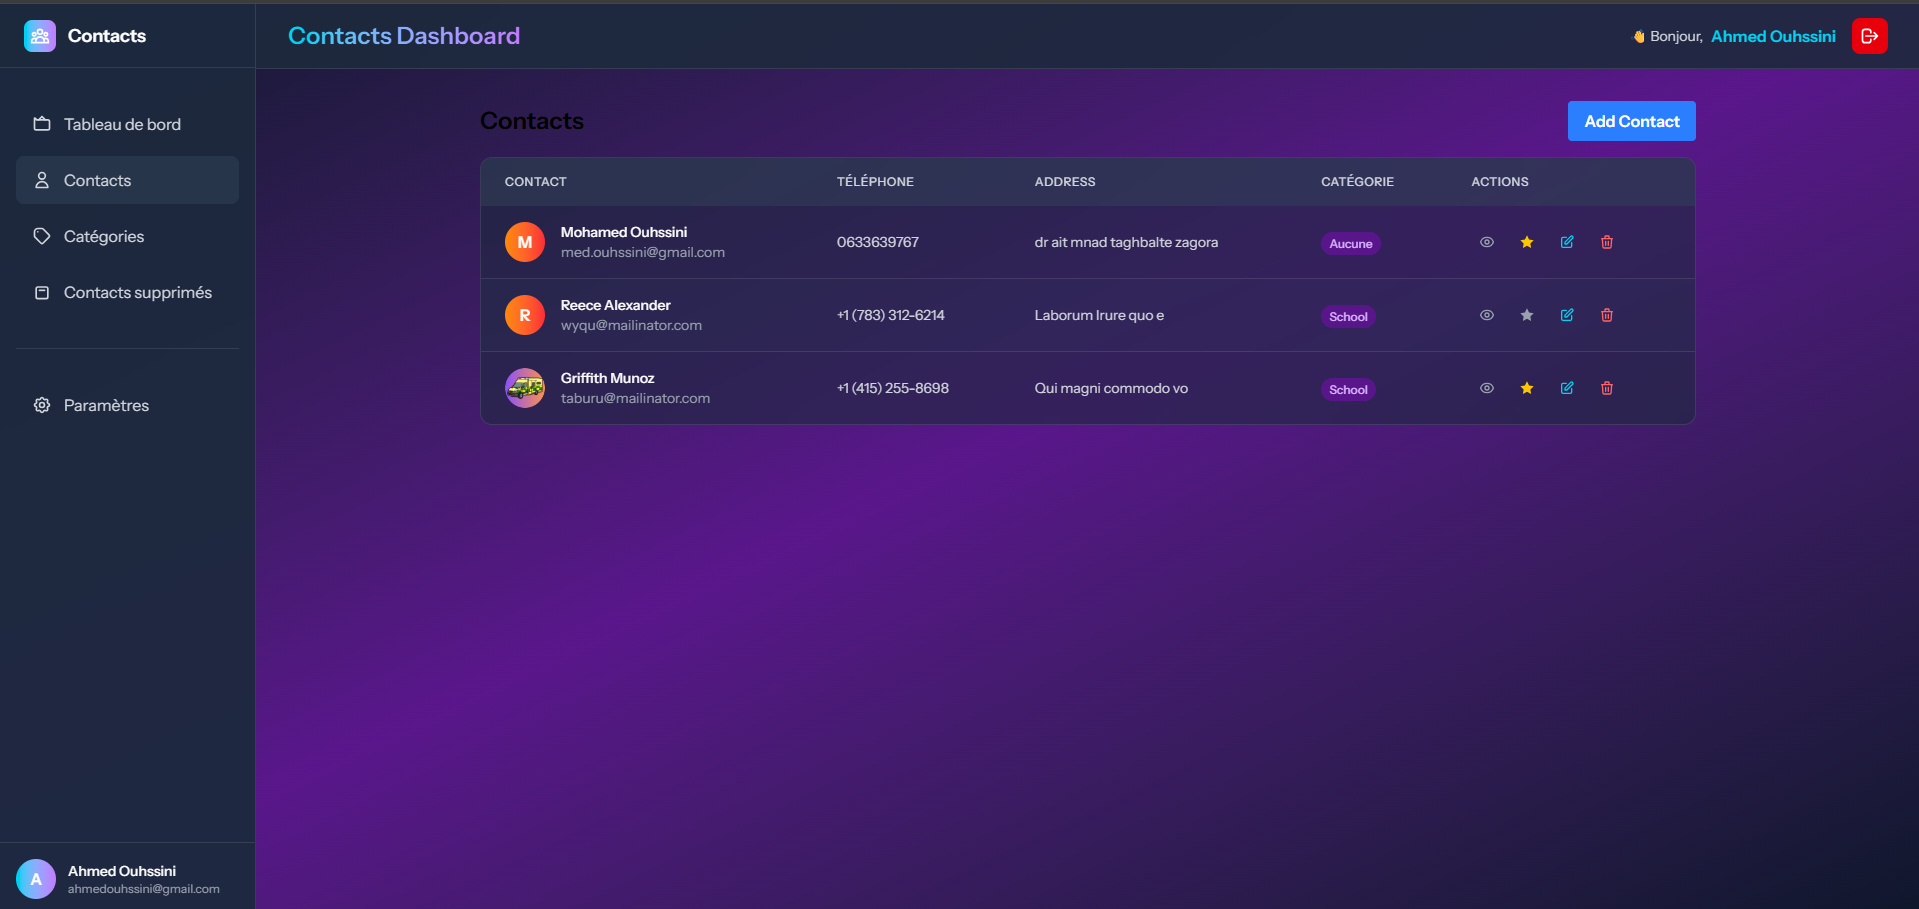 Contacts
Contacts Dashboard
👋 Bonjour, Ahmed Ouhssini
Tableau de bord
Contacts
Catégories
Contacts supprimés
Paramètres
Ahmed Ouhssini
ahmedouhssini@gmail.com
A
Contacts
Add Contact
CONTACT TÉLÉPHONE ADDRESS CATÉGORIE ACTIONS
M
Mohamed Ouhssini
med.ouhssini@gmail.com
0633639767
dr ait mnad taghbalte zagora
Aucune
R
Reece Alexander
wyqu@mailinator.com
+1 (783) 312-6214
Laborum Irure quo e
School
Griffith Munoz
taburu@mailinator.com
+1 (415) 255-8698
Qui magni commodo vo
School